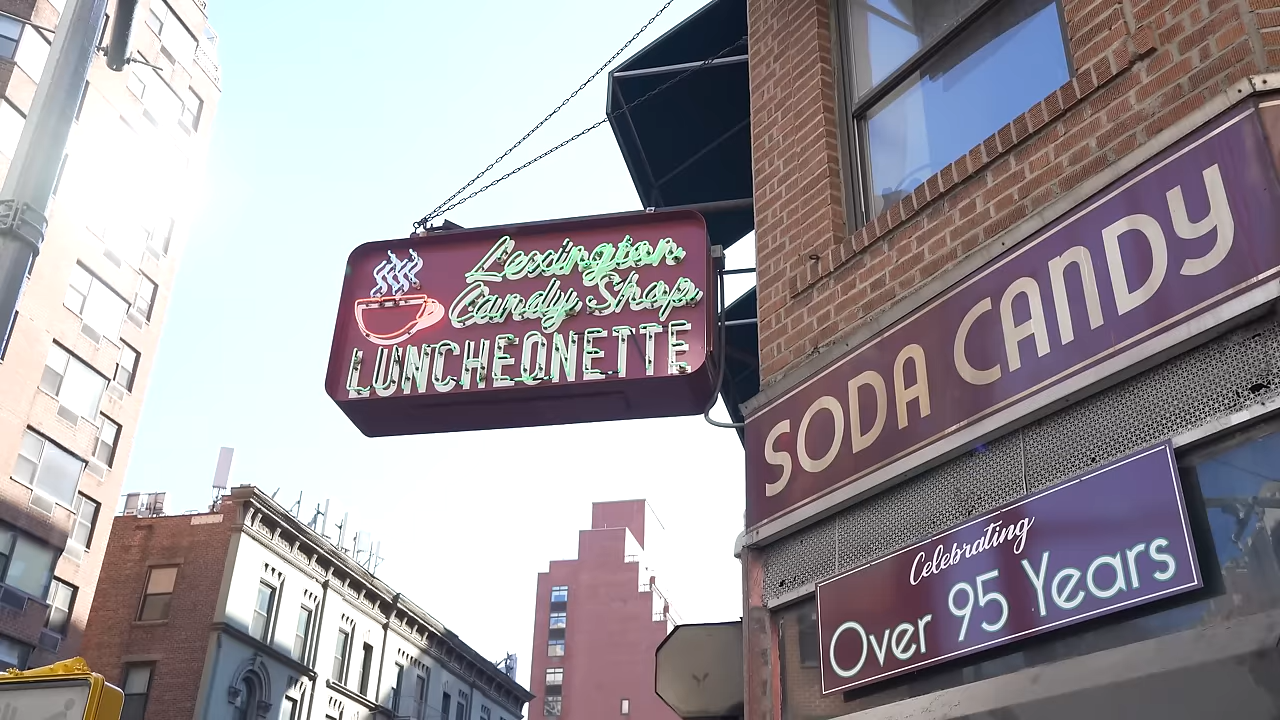 Lexington
Candy Shop
LUNCHEONETTE
SODA CANDY
Celebrating
Over 95 Years